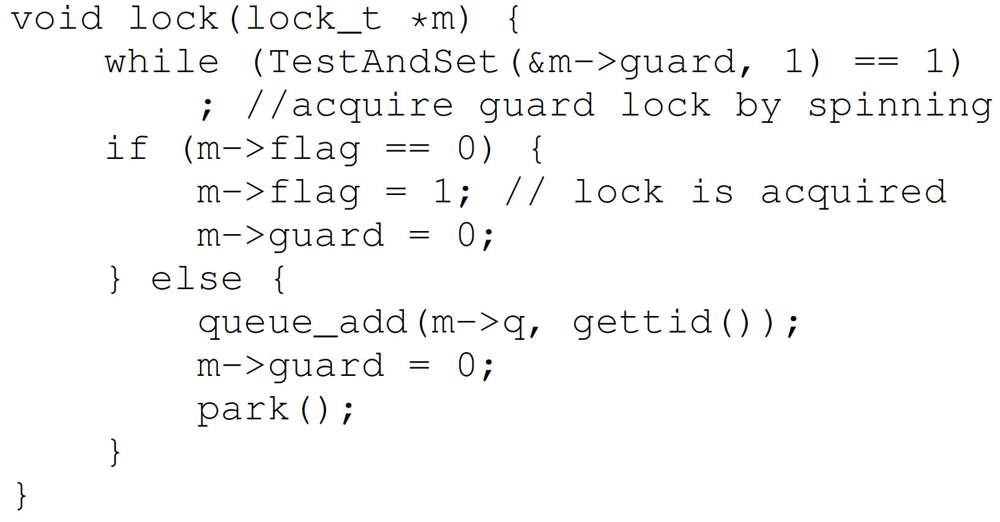 void lock(lock_t *m) {
    while (TestAndSet(&m->guard, 1) == 1)
        ; //acquire guard lock by spinning
    if (m->flag == 0) {
        m->flag = 1; // lock is acquired
        m->guard = 0;
    } else {
        queue_add(m->q, gettid());
        m->guard = 0;
        park();
    }
}